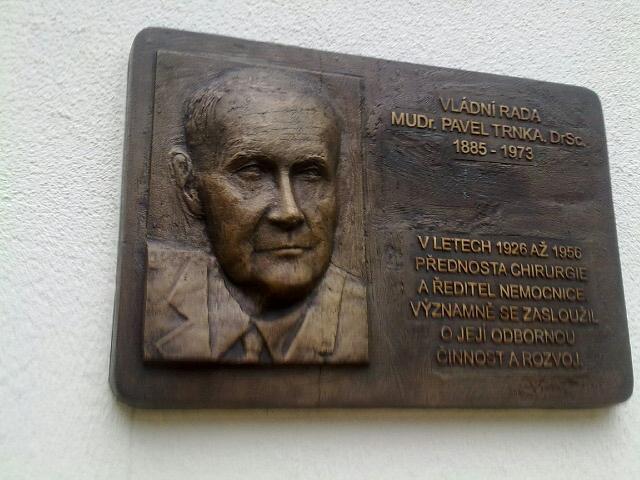 VLÁDNÍ RADA
MUDr. PAVEL TRNKA, DrSc.
1885 - 1973
V LETECH 1926 AŽ 1956
PŘEDNOSTA CHIRURGIE
A ŘEDITEL NEMOCNICE
VÝZNAMNĚ SE ZASLOUŽIL
O JEJÍ ODBORNOU
ČINNOST A ROZVOJ.